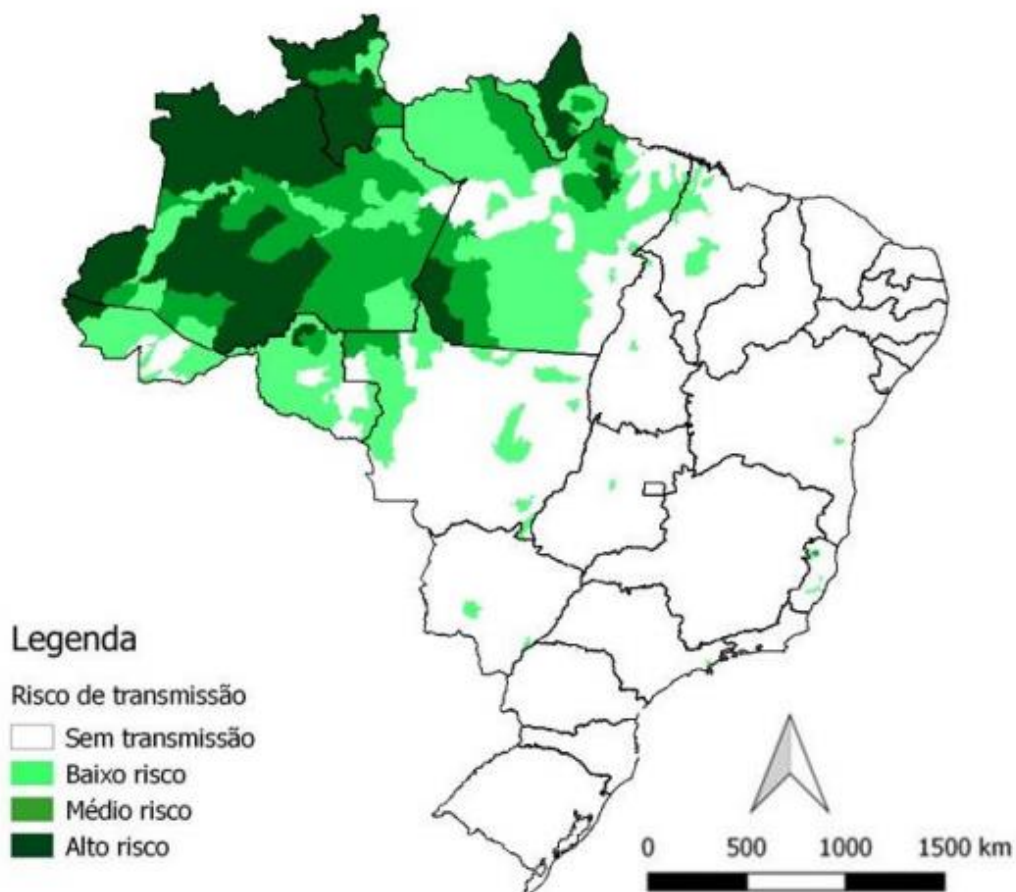 Legenda
Risco de transmissão
Sem transmissão
Baixo risco
Médio risco
Alto risco
0 500 1000 1500 km